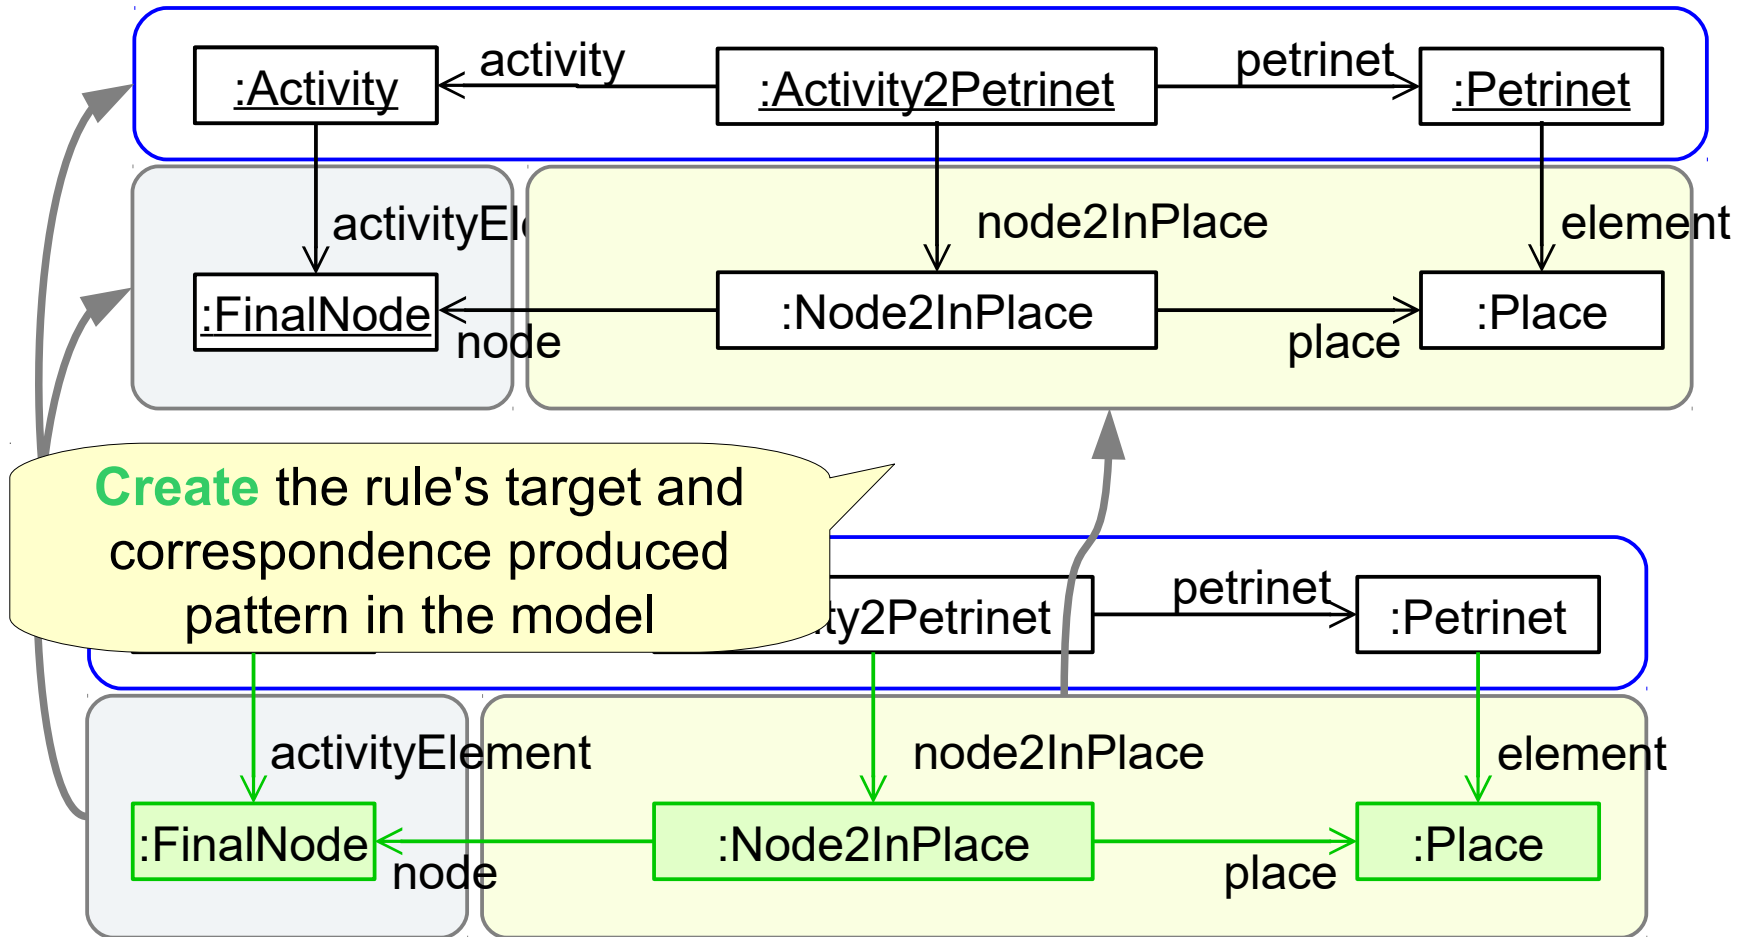 activity petrinet
:Activity :Activity2Petrinet :Petrinet
activityEl node2InPlace element
:FinalNode :Node2InPlace :Place
node place
Create the rule's target and
correspondence produced
pattern in the model
petrinet
ty2Petrinet :Petrinet
activityElement node2InPlace element
:FinalNode :Node2InPlace :Place
node place